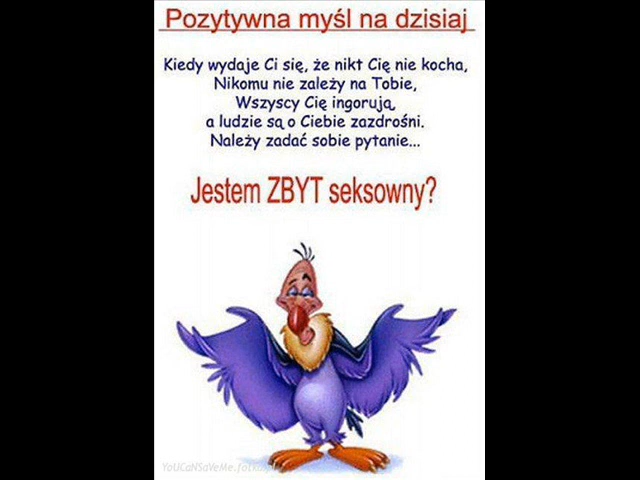 Pozytywna myśl na dzisiaj
Kiedy wydaje Ci się, że nikt Cię nie kocha,
Nikomu nie zależy na Tobie,
Wszyscy Cię ingorują,
a ludzie są o Ciebie zazdrośni.
Należy zadać sobie pytanie...
Jestem ZBYT seksowny?